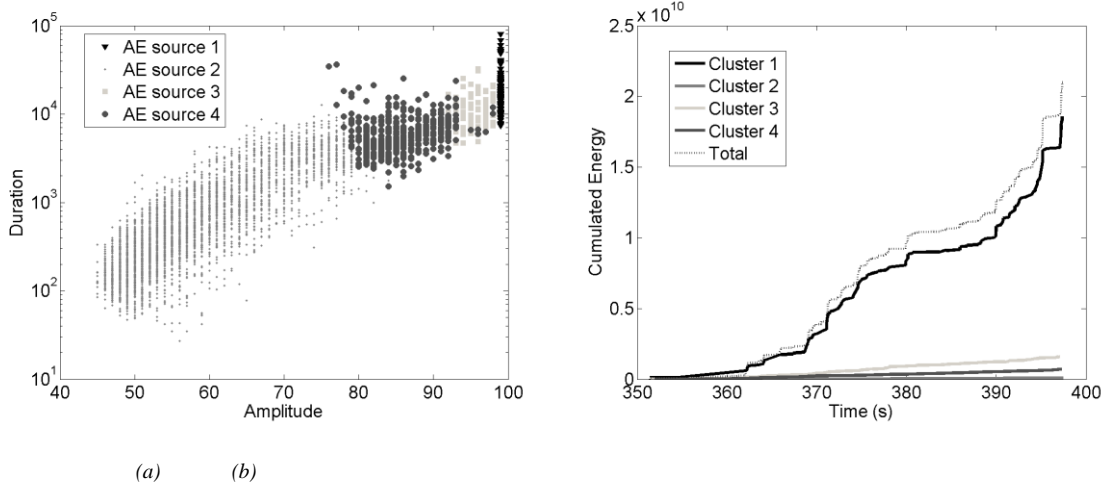 10^5
10^4
10^3
10^2
10^1
Duration
AE source 1
AE source 2
AE source 3
AE source 4
40 50 60 70 80 90 100
Amplitude
2.5 x 10^10
2
1.5
1
0.5
0
Cumulated Energy
Cluster 1
Cluster 2
Cluster 3
Cluster 4
Total
350 360 370 380 390 400
Time (s)
(a) (b)